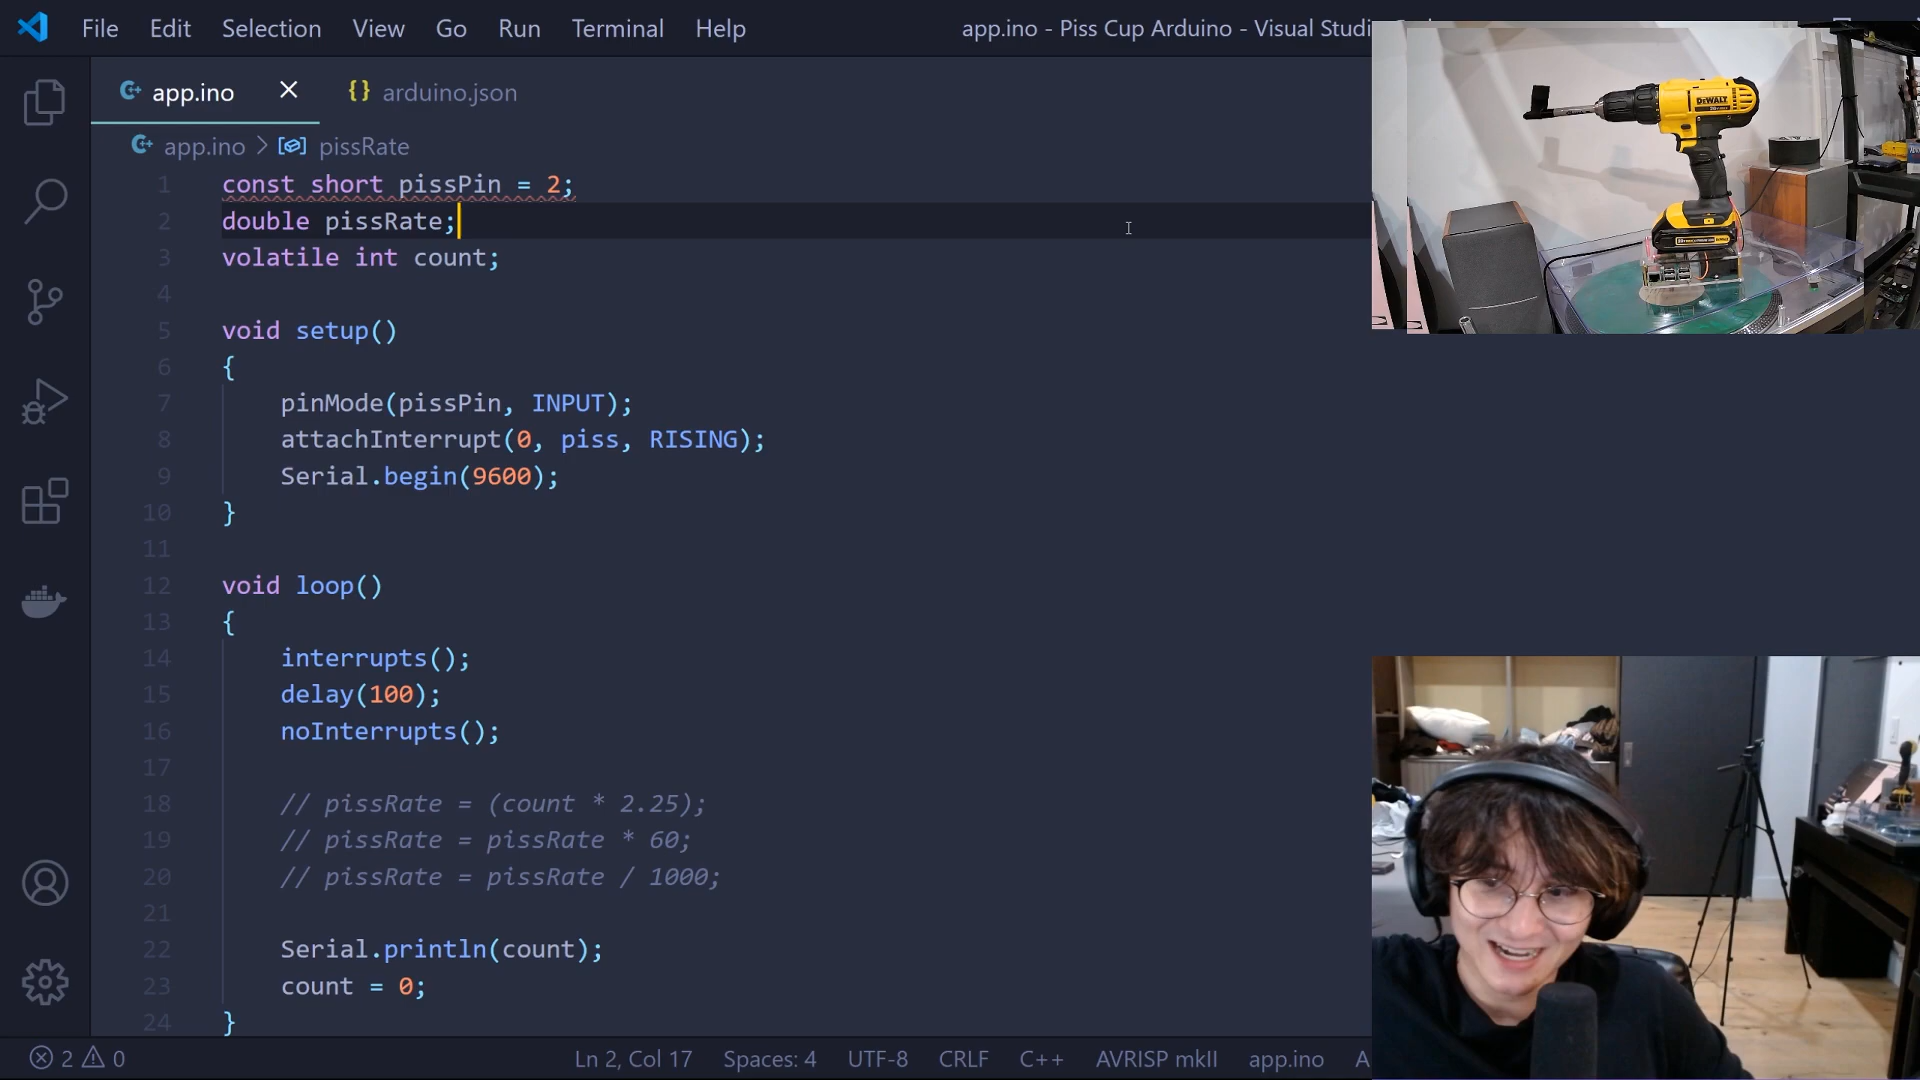 File Edit Selection View Go Run Terminal Help
app.ino - Piss Cup Arduino - Visual Studi
app.ino
{} arduino.json
app.ino > pissRate
1 const short pissPin = 2;
2 double pissRate;
3 volatile int count;
4
5 void setup()
6 {
7 pinMode(pissPin, INPUT);
8 attachInterrupt(0, piss, RISING);
9 Serial.begin(9600);
10 }
11
12 void loop()
13 {
14 interrupts();
15 delay(100);
16 noInterrupts();
17
18 // pissRate = (count * 2.25);
19 // pissRate = pissRate * 60;
20 // pissRate = pissRate / 1000;
21
22 Serial.println(count);
23 count = 0;
24 }
DEWALT
2 0 Ln 2, Col 17 Spaces: 4 UTF-8 CRLF C++ AVRISP mkII app.ino A